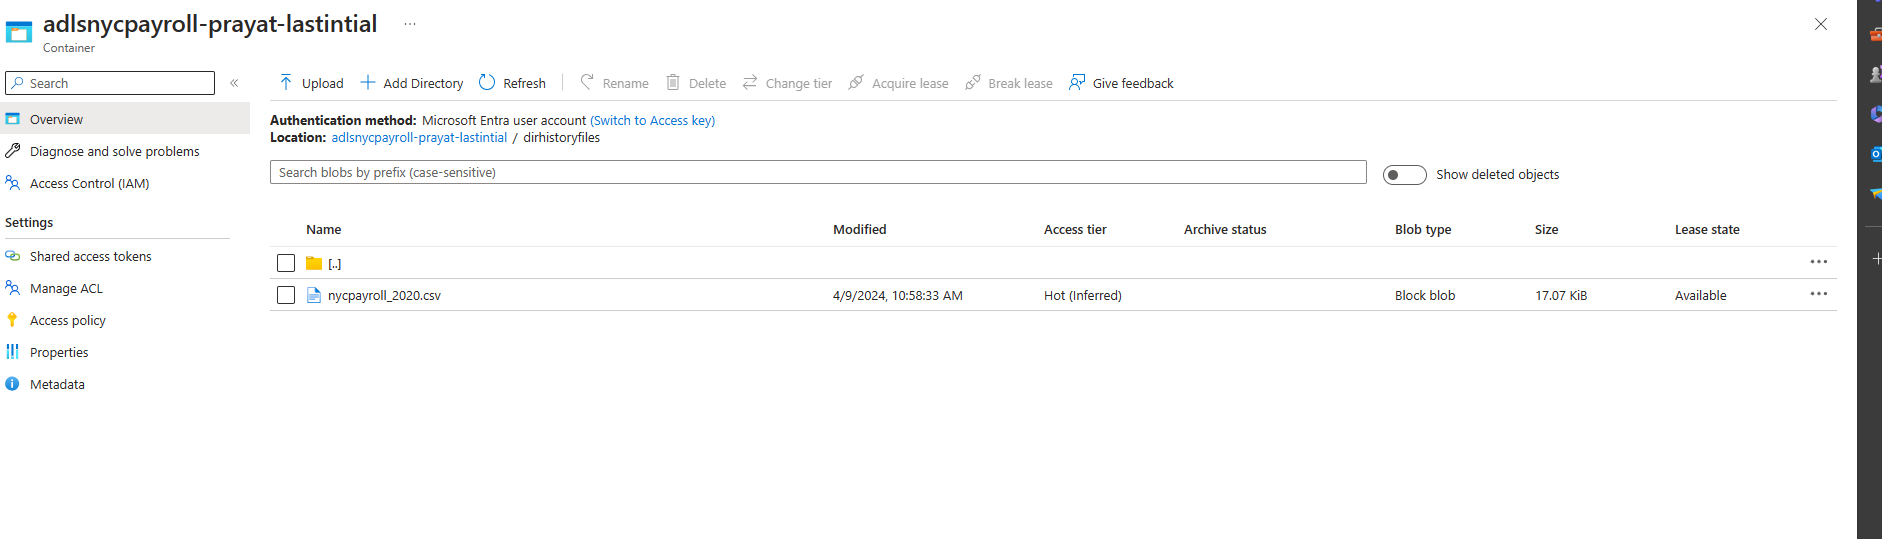 adlsnycpayroll-prayat-lastintial ...
Container
Search «
Upload Add Directory Refresh Rename Delete Change tier Acquire lease Break lease Give feedback
Overview
Diagnose and solve problems
Access Control (IAM)
Settings
Shared access tokens
Manage ACL
Access policy
Properties
Metadata
Authentication method: Microsoft Entra user account (Switch to Access key)
Location: adlsnycpayroll-prayat-lastintial / dirhistoryfiles
Search blobs by prefix (case-sensitive)
Show deleted objects
Name Modified Access tier Archive status Blob type Size Lease state
[..]
nycpayroll_2020.csv 4/9/2024, 10:58:33 AM Hot (Inferred) Block blob 17.07 KiB Available